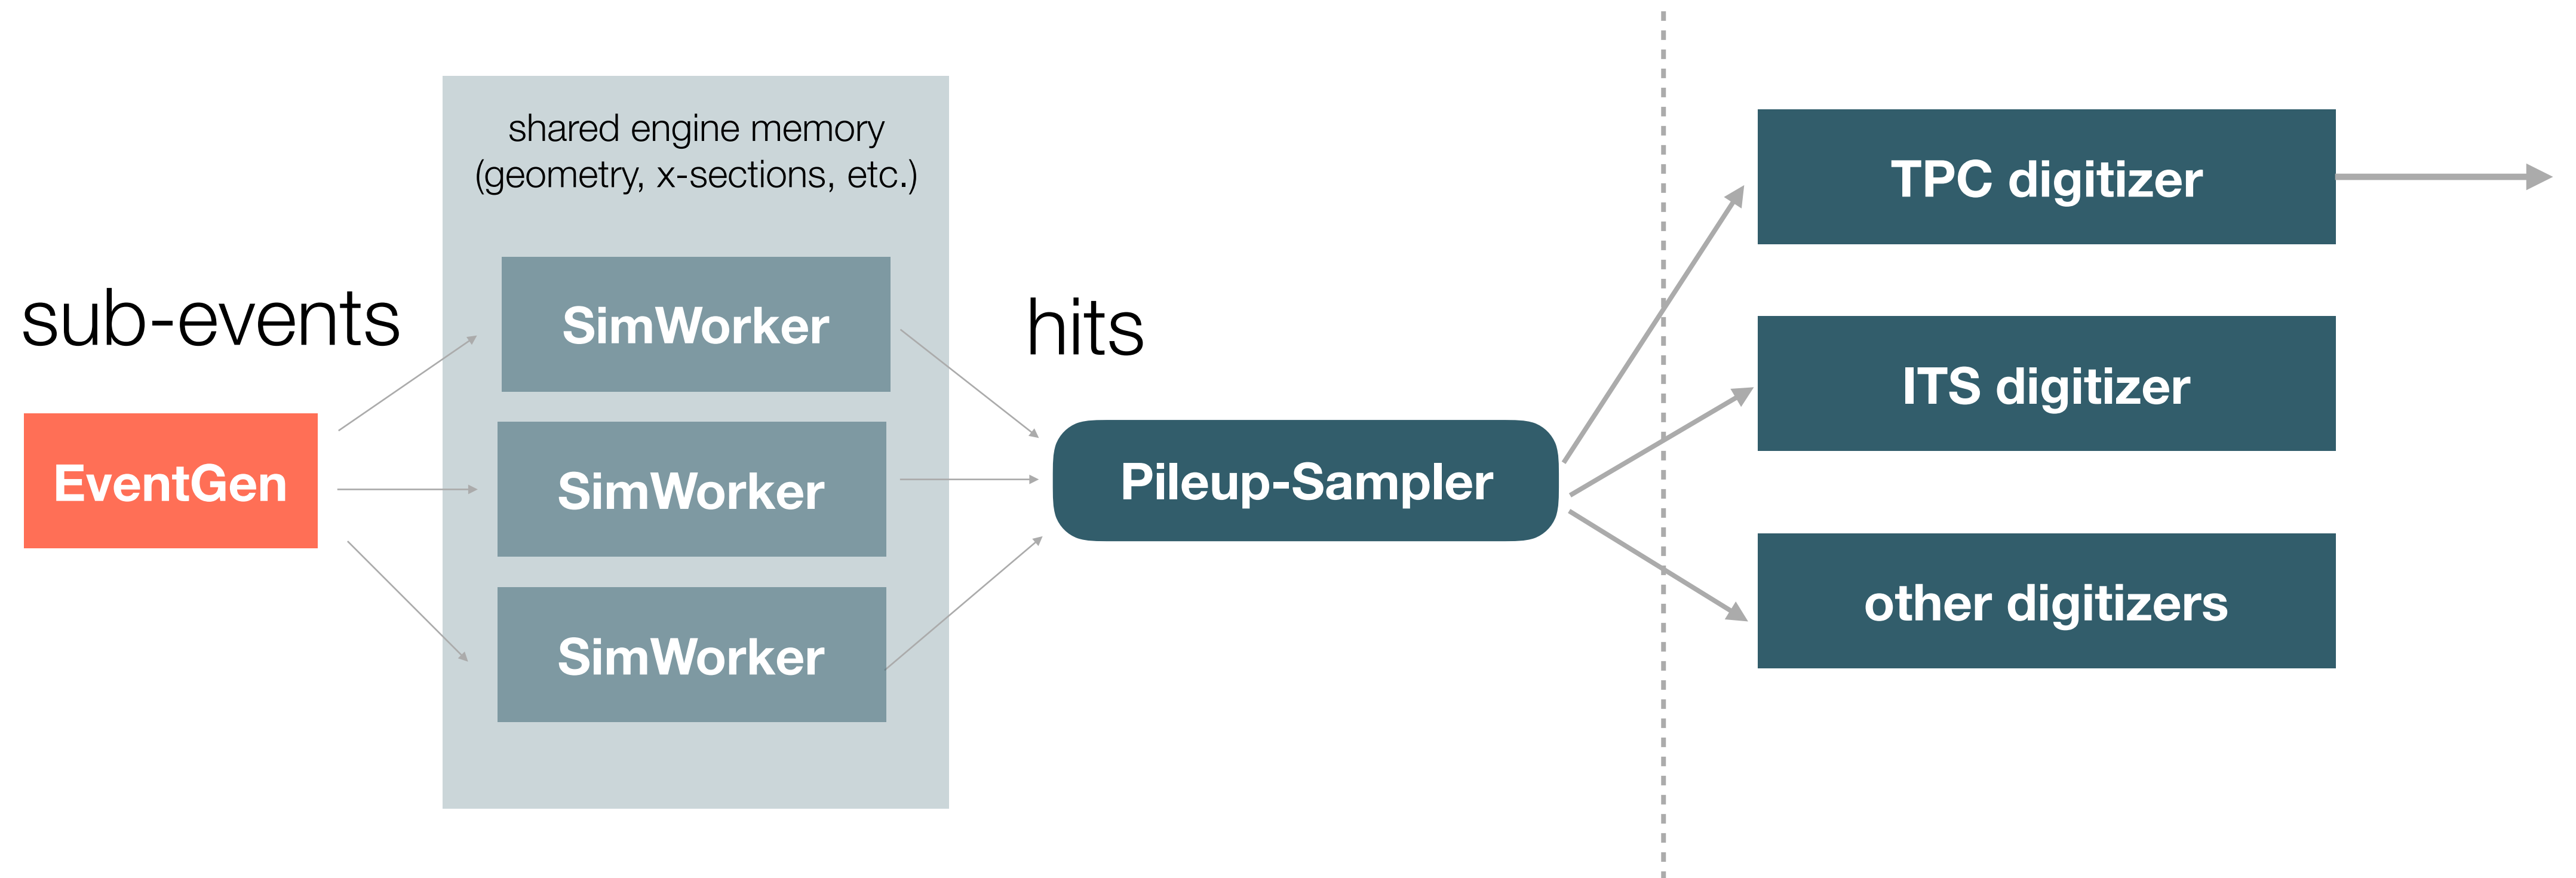 shared engine memory
(geometry, x-sections, etc.)
sub-events
EventGen
SimWorker
SimWorker
SimWorker
hits
Pileup-Sampler
TPC digitizer
ITS digitizer
other digitizers